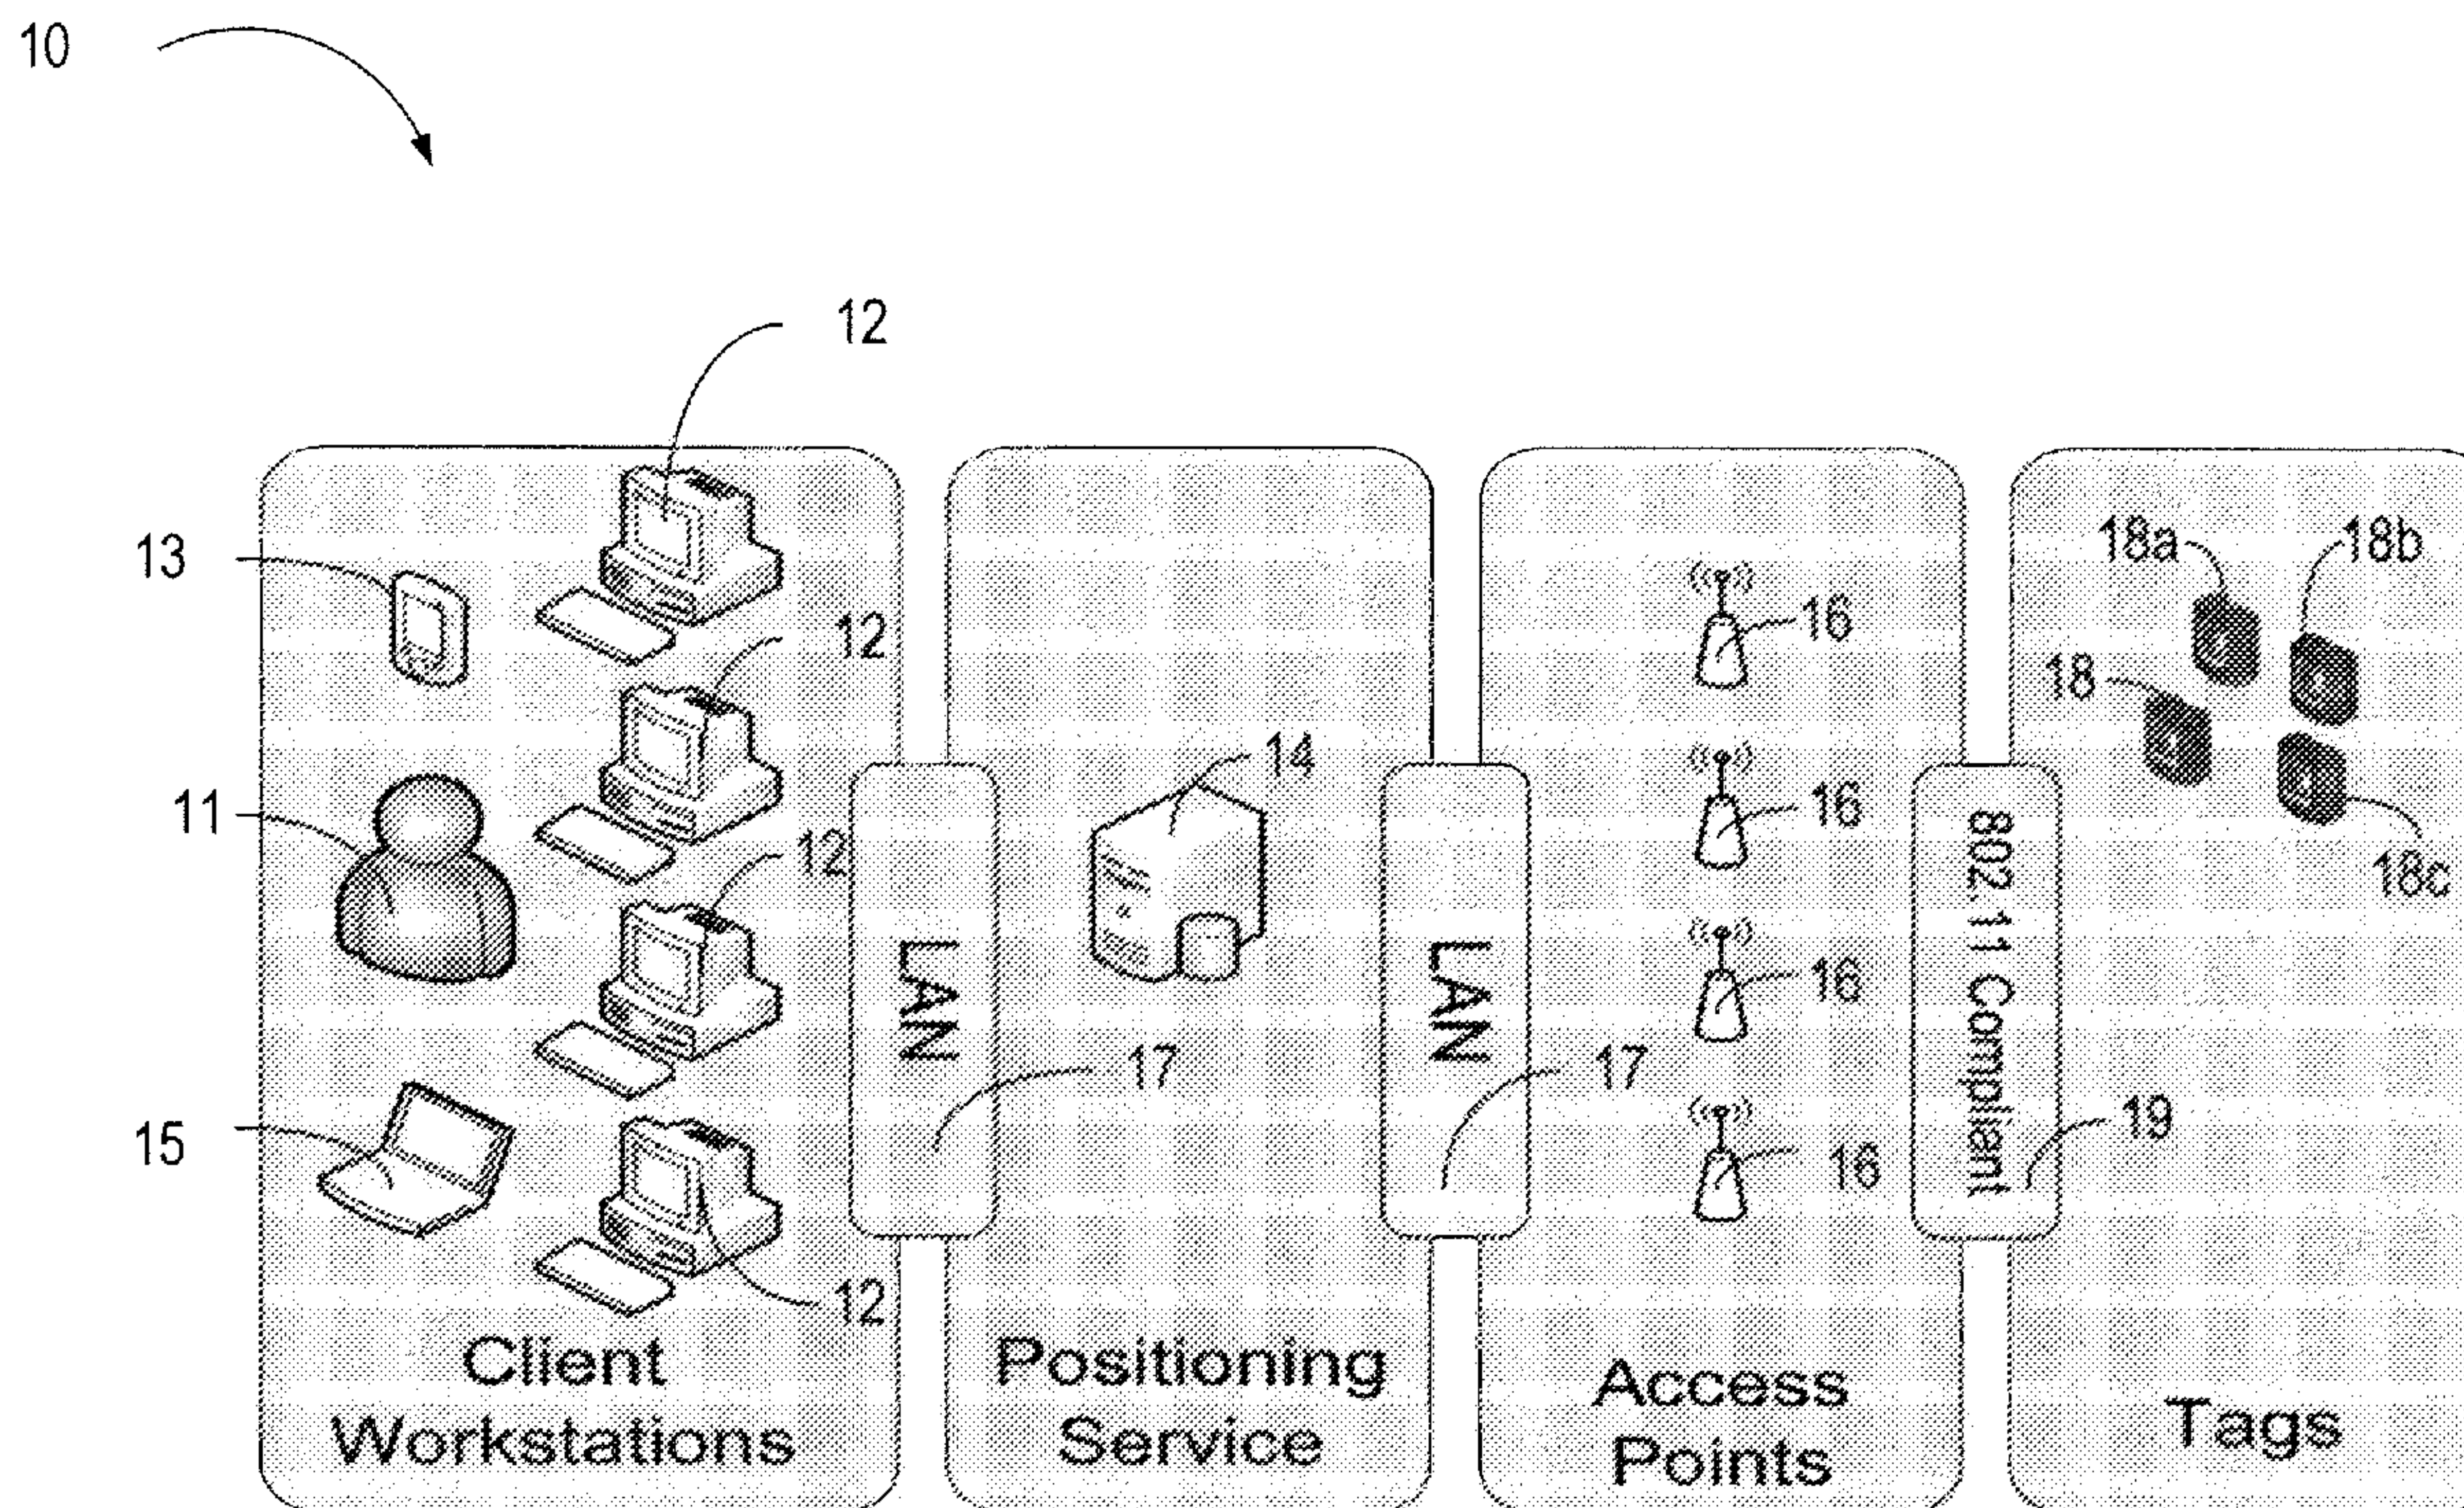 10
12
13
12
11
12
15
12
Client
Workstations
LAN
17
14
Positioning
Service
LAN
17
16
16
16
16
Access
Points
802.11 Compliant
19
18a
18b
18
18c
Tags